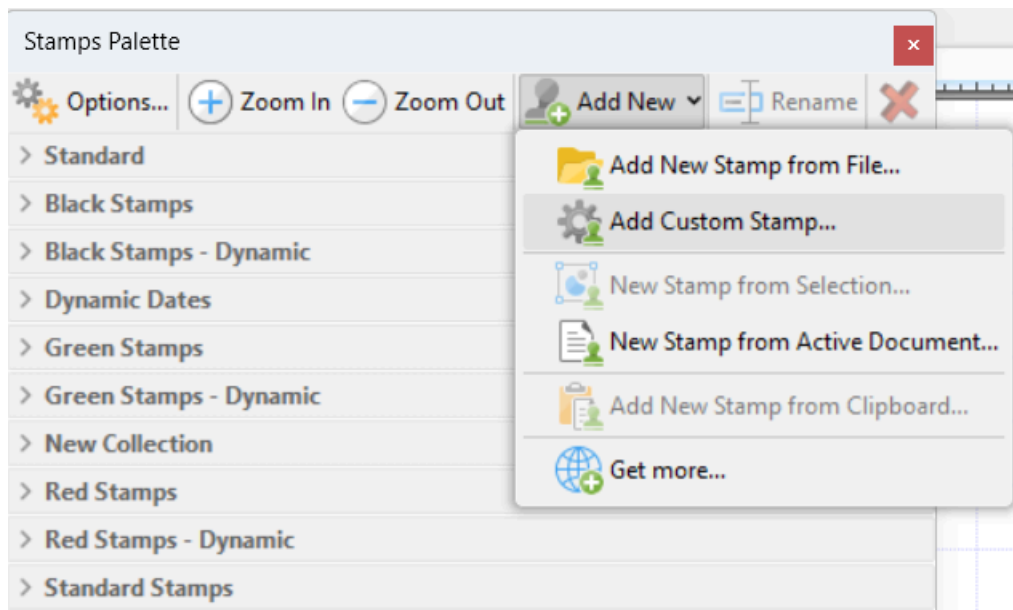 Stamps Palette
Options... Zoom In Zoom Out Add New Rename
Standard
Black Stamps
Black Stamps - Dynamic
Dynamic Dates
Green Stamps
Green Stamps - Dynamic
New Collection
Red Stamps
Red Stamps - Dynamic
Standard Stamps
Add New Stamp from File...
Add Custom Stamp...
New Stamp from Selection...
New Stamp from Active Document...
Add New Stamp from Clipboard...
Get more...